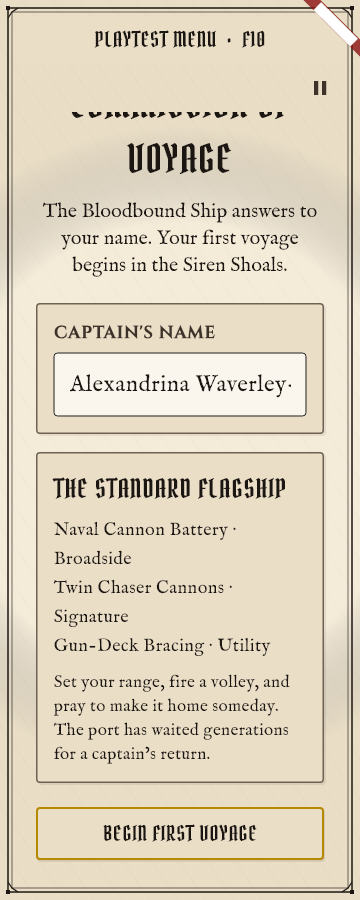 PLAYTEST MENU · F10
VOYAGE
The Bloodbound Ship answers to
your name. Your first voyage
begins in the Siren Shoals.
CAPTAIN'S NAME
Alexandrina Waverley·
THE STANDARD FLAGSHIP
Naval Cannon Battery ·
Broadside
Twin Chaser Cannons ·
Signature
Gun-Deck Bracing · Utility
Set your range, fire a volley, and
pray to make it home someday.
The port has waited generations
for a captain's return.
BEGIN FIRST VOYAGE